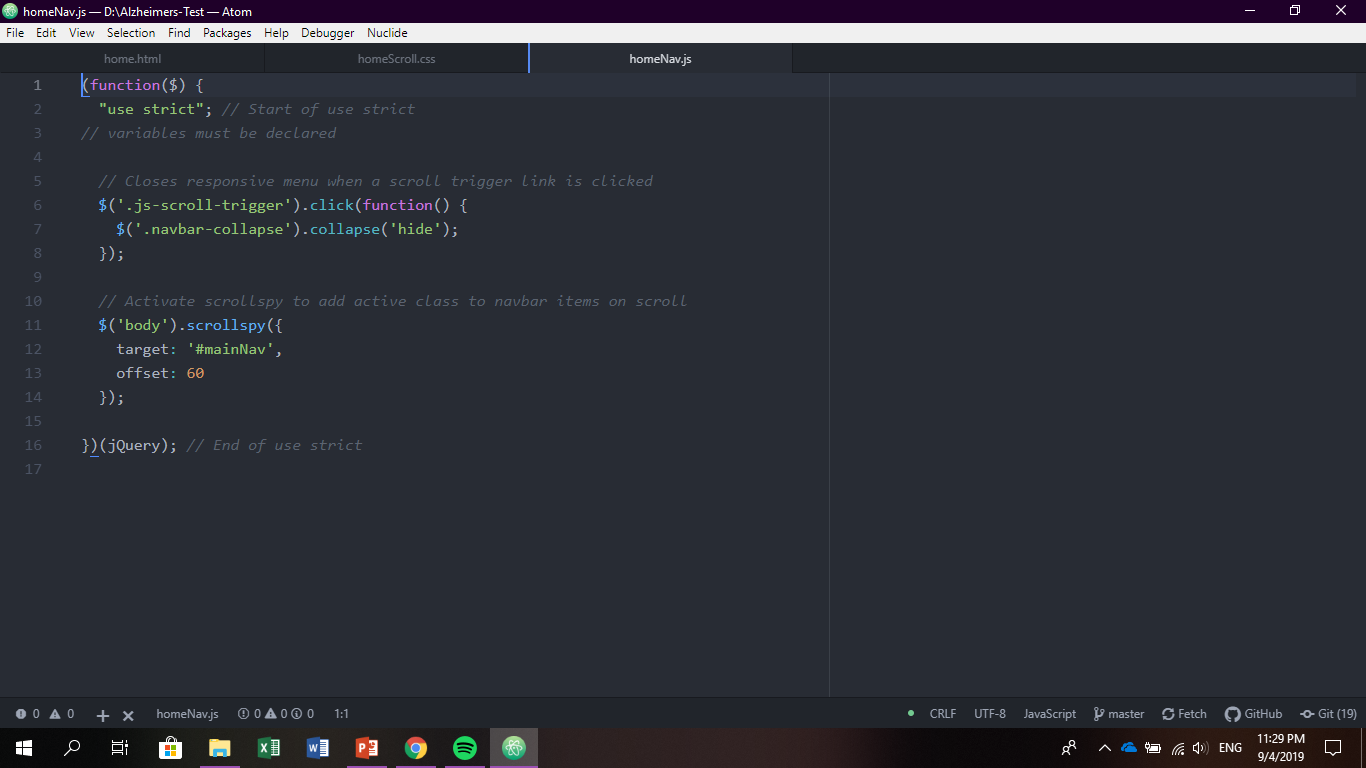 homeNav.js — D:\Alzheimers-Test — Atom
File Edit View Selection Find Packages Help Debugger Nuclide
home.html homeScroll.css homeNav.js
1 (function($) {
2 "use strict"; // Start of use strict
3 // variables must be declared
4
5 // Closes responsive menu when a scroll trigger link is clicked
6 $('.js-scroll-trigger').click(function() {
7 $('.navbar-collapse').collapse('hide');
8 });
9
10 // Activate scrollspy to add active class to navbar items on scroll
11 $('body').scrollspy({
12 target: '#mainNav',
13 offset: 60
14 });
15
16 })(jQuery); // End of use strict
17
0 0 homeNav.js 0 0 0 1:1 CRLF UTF-8 JavaScript master Fetch GitHub Git (19)
ENG 11:29 PM
9/4/2019